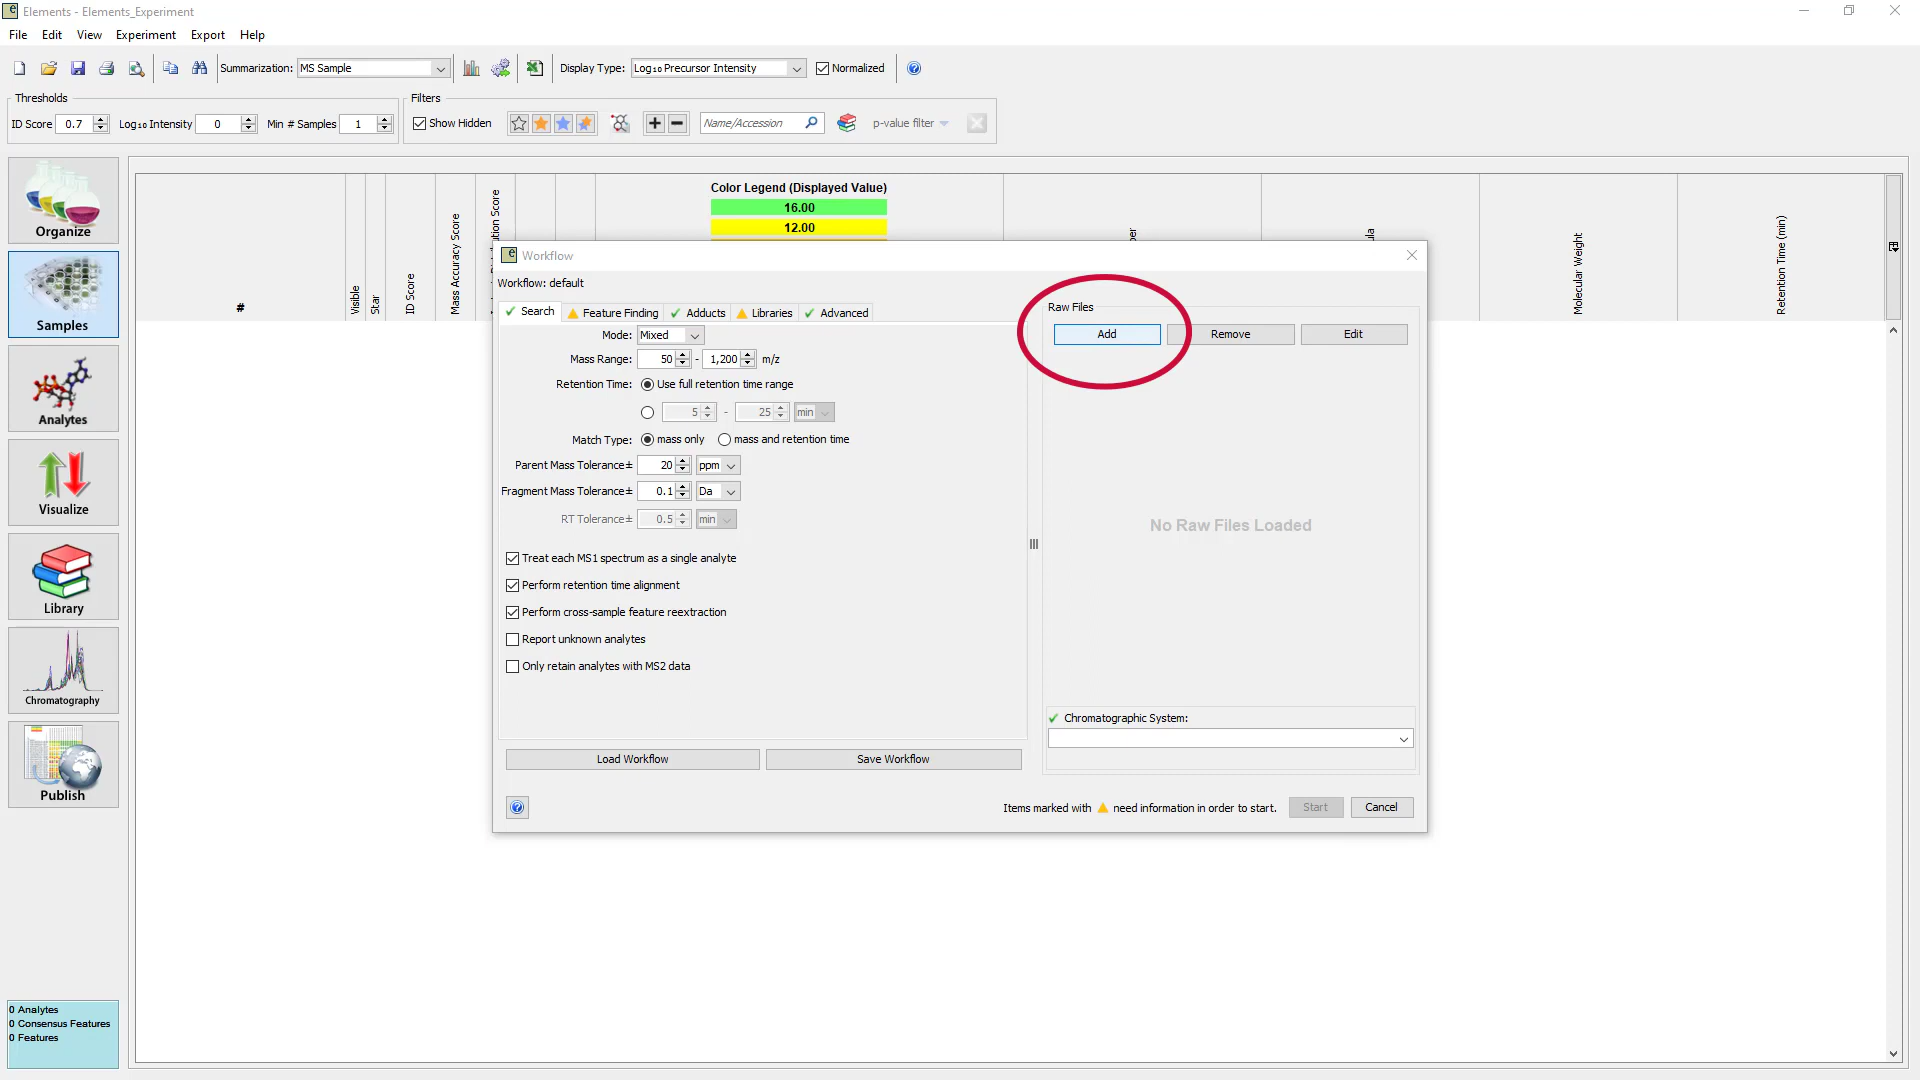 Elements - Elements_Experiment
File Edit View Experiment Export Help
Summarization: MS Sample Display Type: Log₁₀ Precursor Intensity Normalized
Thresholds
Filters
ID Score 0.7 Log₁₀ Intensity 0 Min # Samples 1 Show Hidden Name/Accession p-value filter
Organize
Samples
Analytes
Visualize
Library
Chromatography
Publish
0 Analytes
0 Consensus Features
0 Features
#
Visible
Star
ID Score
Mass Accuracy Score
ution Score
Color Legend (Displayed Value)
16.00
12.00
per
ula
Molecular Weight
Retention Time (min)
Workflow
Workflow: default
Search Feature Finding Adducts Libraries Advanced
Mode: Mixed
Mass Range: 50 - 1,200 m/z
Retention Time: Use full retention time range
5 - 25 min
Match Type: mass only mass and retention time
Parent Mass Tolerance± 20 ppm
Fragment Mass Tolerance± 0.1 Da
RT Tolerance± 0.5 min
Treat each MS1 spectrum as a single analyte
Perform retention time alignment
Perform cross-sample feature reextraction
Report unknown analytes
Only retain analytes with MS2 data
Load Workflow Save Workflow
Raw Files
Add Remove Edit
No Raw Files Loaded
Chromatographic System:
Items marked with need information in order to start. Start Cancel